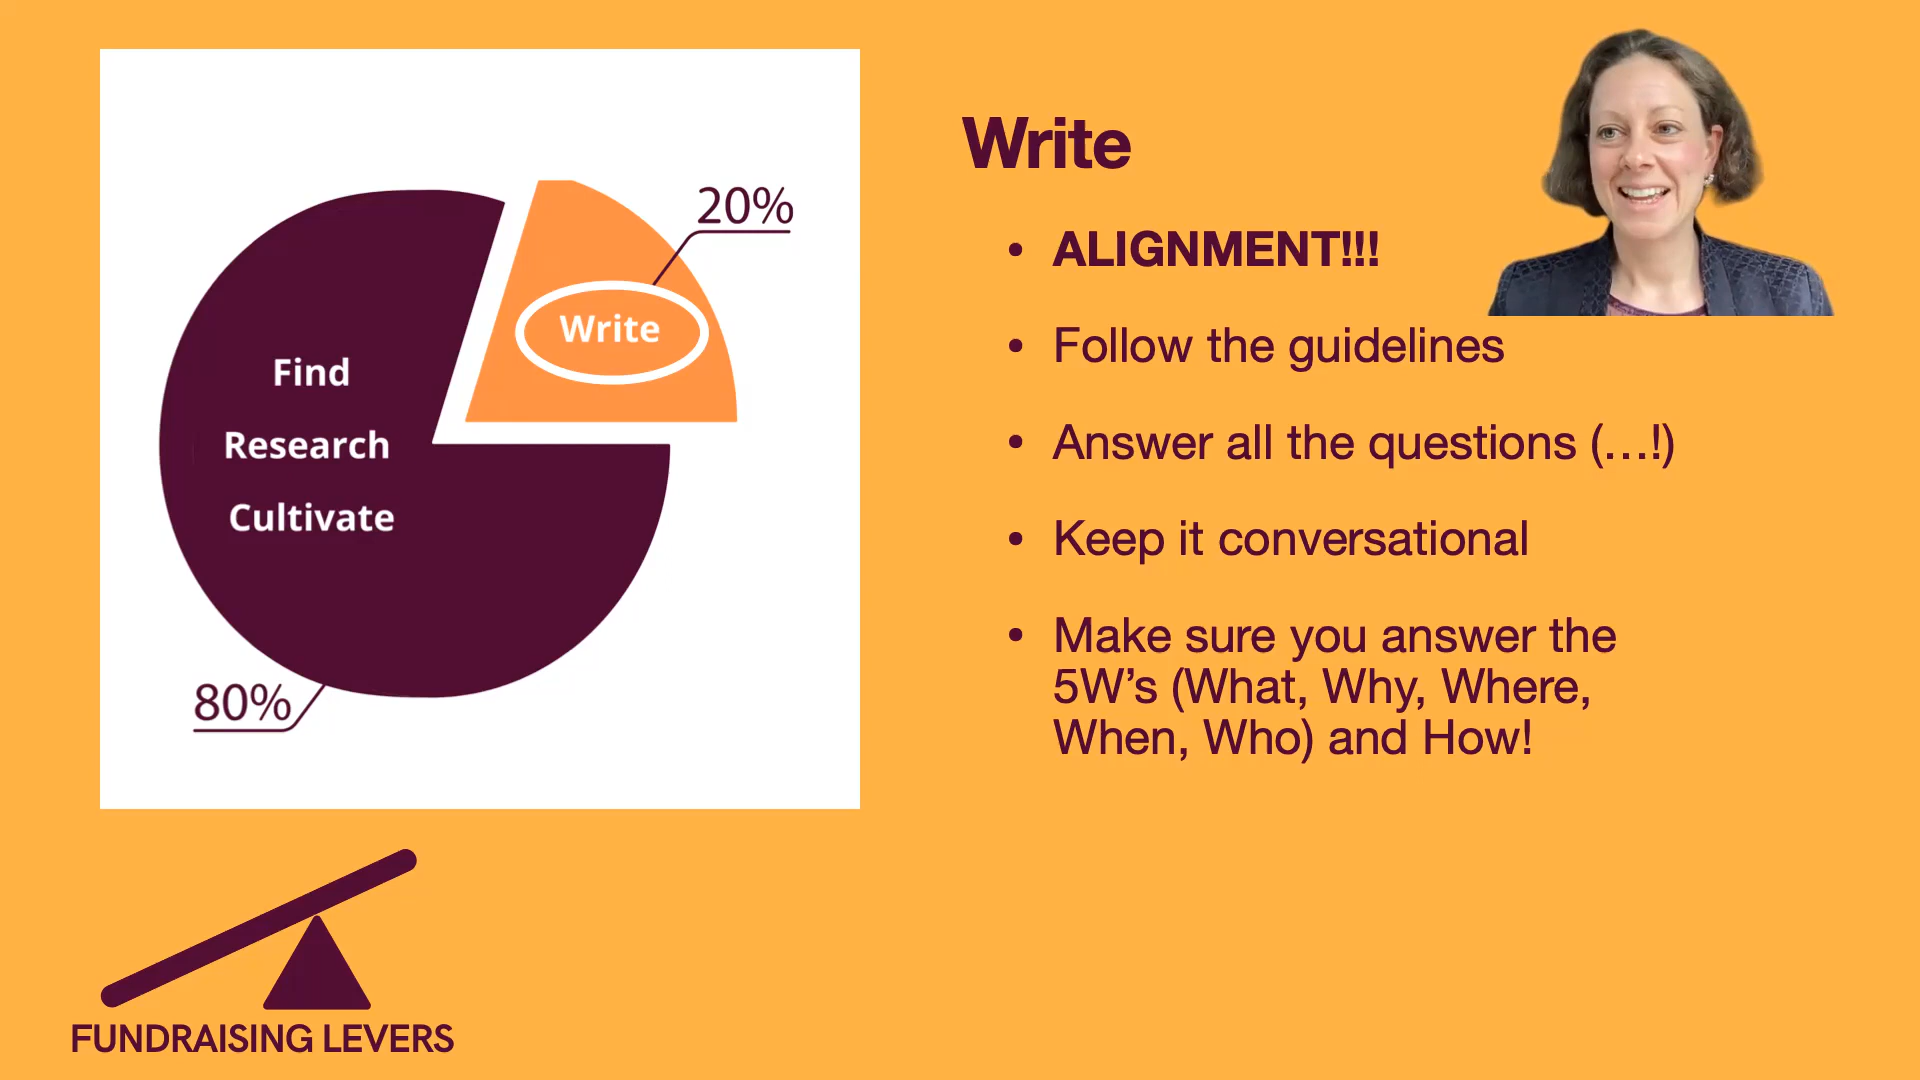 20%
Write
Find
Research
Cultivate
80%
FUNDRAISING LEVERS
Write
• ALIGNMENT!!!
• Follow the guidelines
• Answer all the questions (…!)
• Keep it conversational
• Make sure you answer the
5W’s (What, Why, Where,
When, Who) and How!